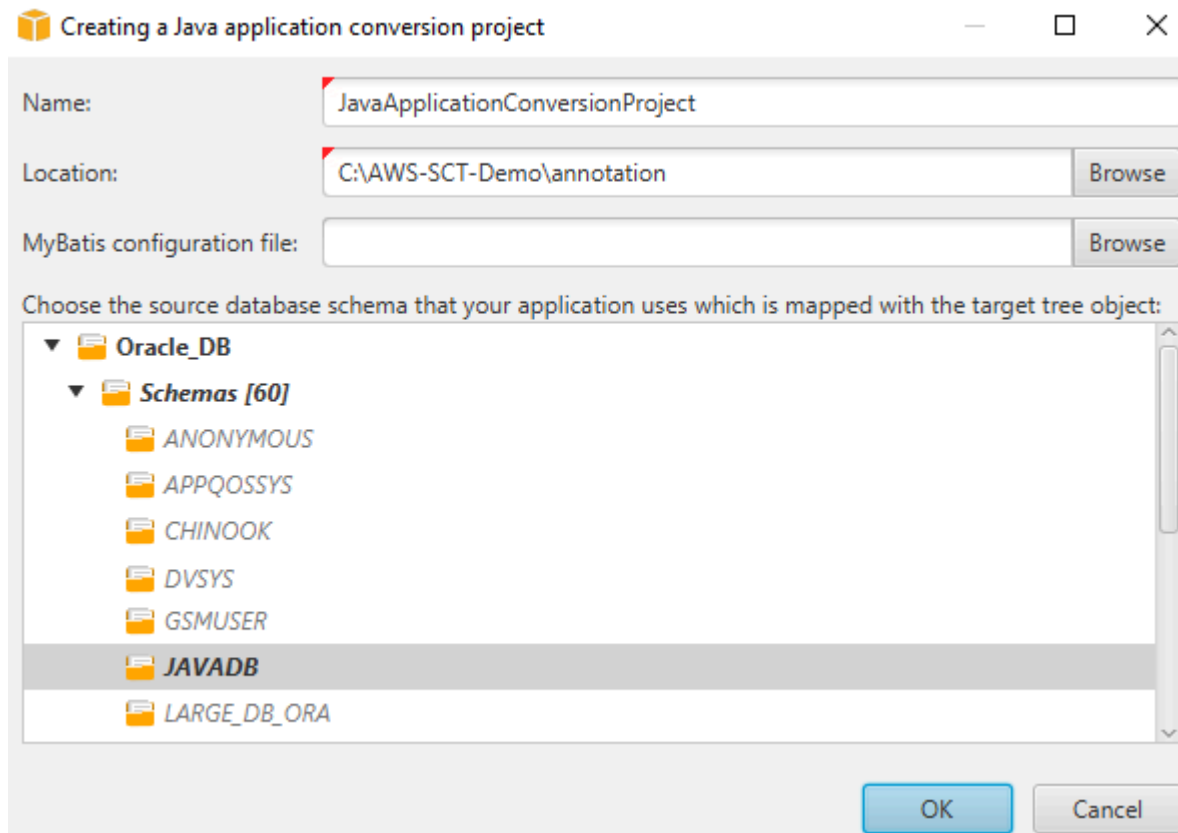 Creating a Java application conversion project
Name: JavaApplicationConversionProject
Location: C:\AWS-SCT-Demo\annotation Browse
MyBatis configuration file: Browse
Choose the source database schema that your application uses which is mapped with the target tree object:
Oracle_DB
Schemas [60]
ANONYMOUS
APPQOSSYS
CHINOOK
DVSYS
GSMUSER
JAVADB
LARGE_DB_ORA
OK Cancel